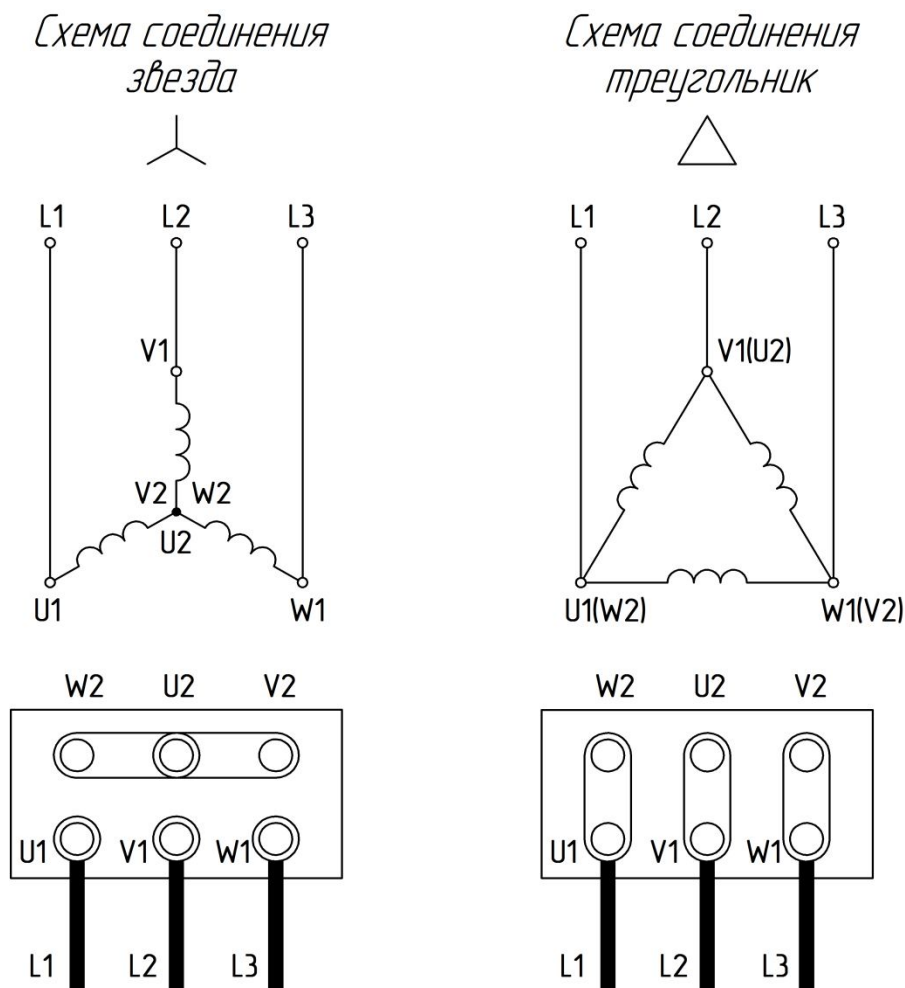 Схема соединения
звезда
L1 L2 L3
V1
V2 W2
U2
U1 W1
W2 U2 V2
U1 V1 W1
L1 L2 L3
Схема соединения
треугольник
L1 L2 L3
V1(U2)
U1(W2) W1(V2)
W2 U2 V2
U1 V1 W1
L1 L2 L3